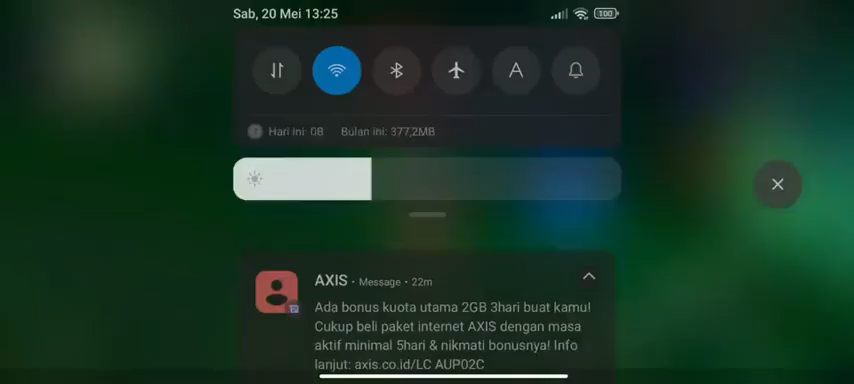 Sab, 20 Mei 13:25
100
A
Hari ini: 0B Bulan ini: 377,2MB
AXIS • Message • 22m
Ada bonus kuota utama 2GB 3hari buat kamu!
Cukup beli paket internet AXIS dengan masa
aktif minimal 5hari & nikmati bonusnya! Info
lanjut: axis.co.id/LC AUP02C